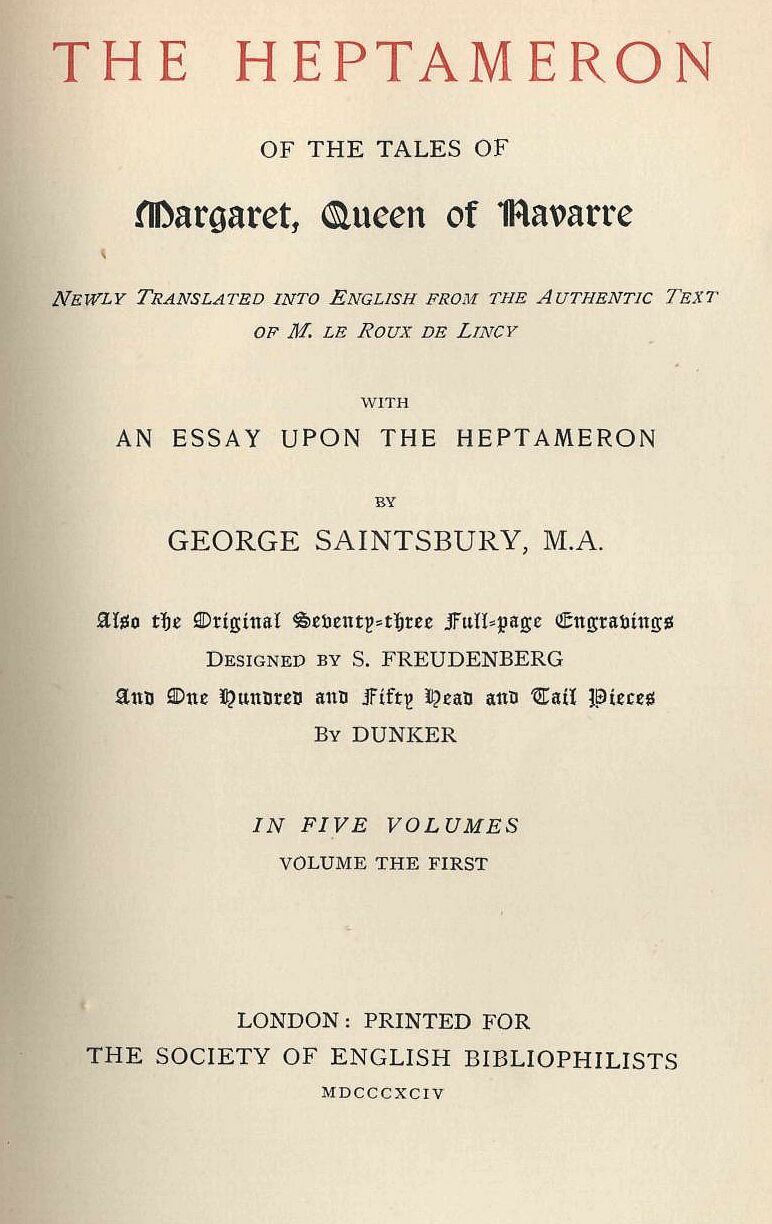 THE HEPTAMERON
OF THE TALES OF
Margaret, Queen of Navarre
NEWLY TRANSLATED INTO ENGLISH FROM THE AUTHENTIC TEXT
OF M. LE ROUX DE LINCY
WITH
AN ESSAY UPON THE HEPTAMERON
BY
GEORGE SAINTSBURY, M.A.
Also the Original Seventy-three Full-page Engravings
DESIGNED BY S. FREUDENBERG
And One Hundred and Fifty Head and Tail Pieces
BY DUNKER
IN FIVE VOLUMES
VOLUME THE FIRST
LONDON: PRINTED FOR
THE SOCIETY OF ENGLISH BIBLIOPHILISTS
MDCCCXCIV